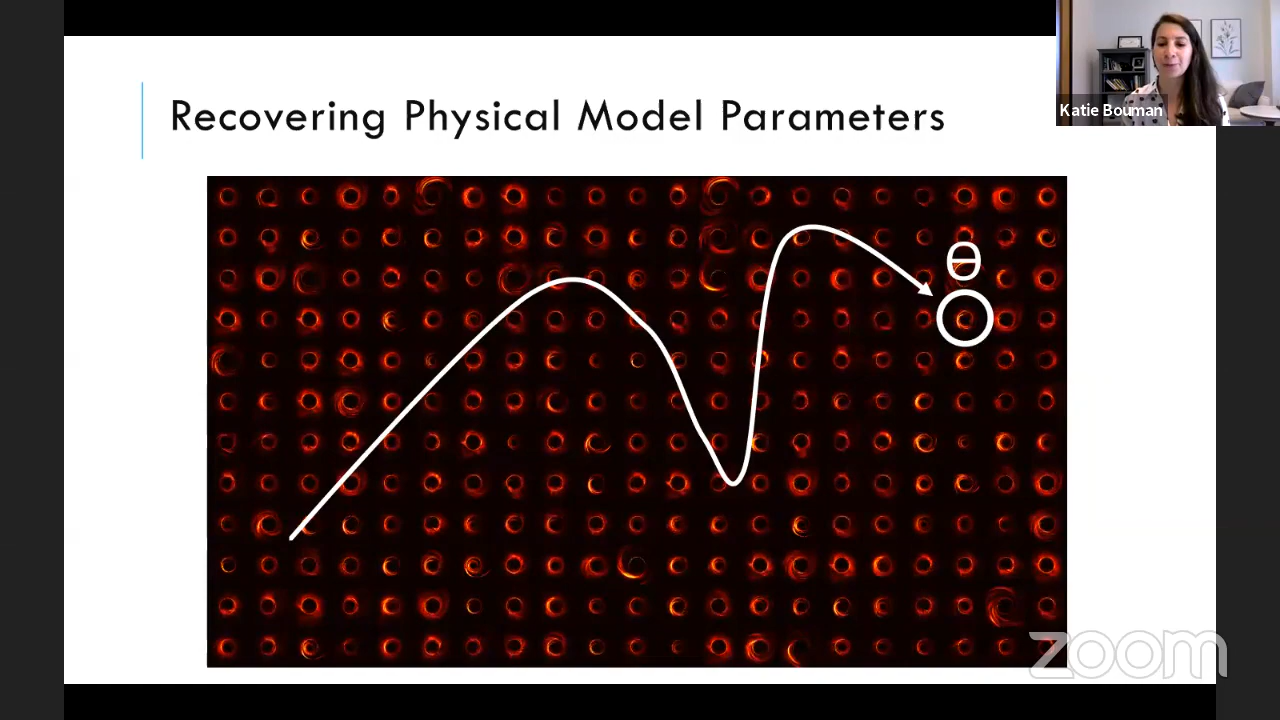 Recovering Physical Model Parameters
Katie Bouman
θ
zoom